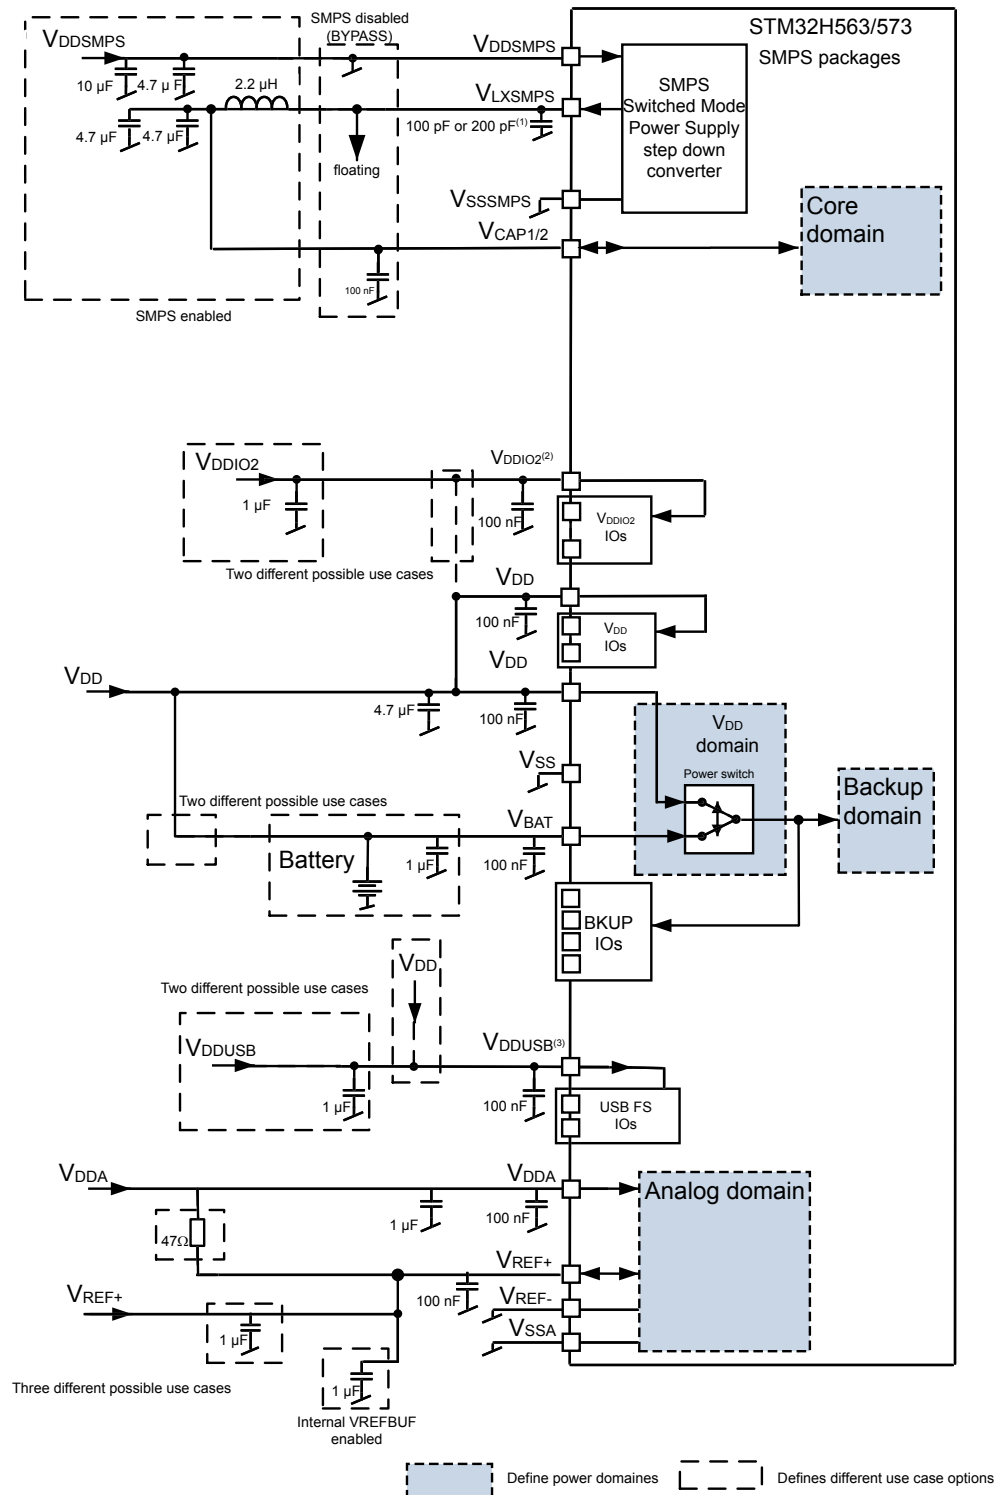 STM32H563/573
SMPS packages
SMPS disabled
(BYPASS)
VDDSMPS
VDDSMPS
10 µF
4.7 µ F
2.2 µH
VLXSMPS
4.7 µF
4.7 µF
100 pF or 200 pF(1)
floating
SMPS
Switched Mode
Power Supply
step down
converter
VSSSMPS
VCAP1/2
Core
domain
100 nF
SMPS enabled
VDDIO2
VDDIO2(2)
1 µF
100 nF
VDDIO2
IOs
Two different possible use cases
VDD
100 nF
VDD
IOs
VDD
VDD
4.7 µF
100 nF
VDD
domain
Power switch
VSS
Backup
domain
Two different possible use cases
VBAT
Battery
1 µF
100 nF
BKUP
IOs
VDD
Two different possible use cases
VDDUSB
VDDUSB(3)
1 µF
100 nF
USB FS
IOs
VDDA
VDDA
1 µF
100 nF
Analog domain
47Ω
VREF+
VREF+
100 nF
VREF-
1 µF
VSSA
1 µF
Three different possible use cases
Internal VREFBUF
enabled
Define power domaines
Defines different use case options